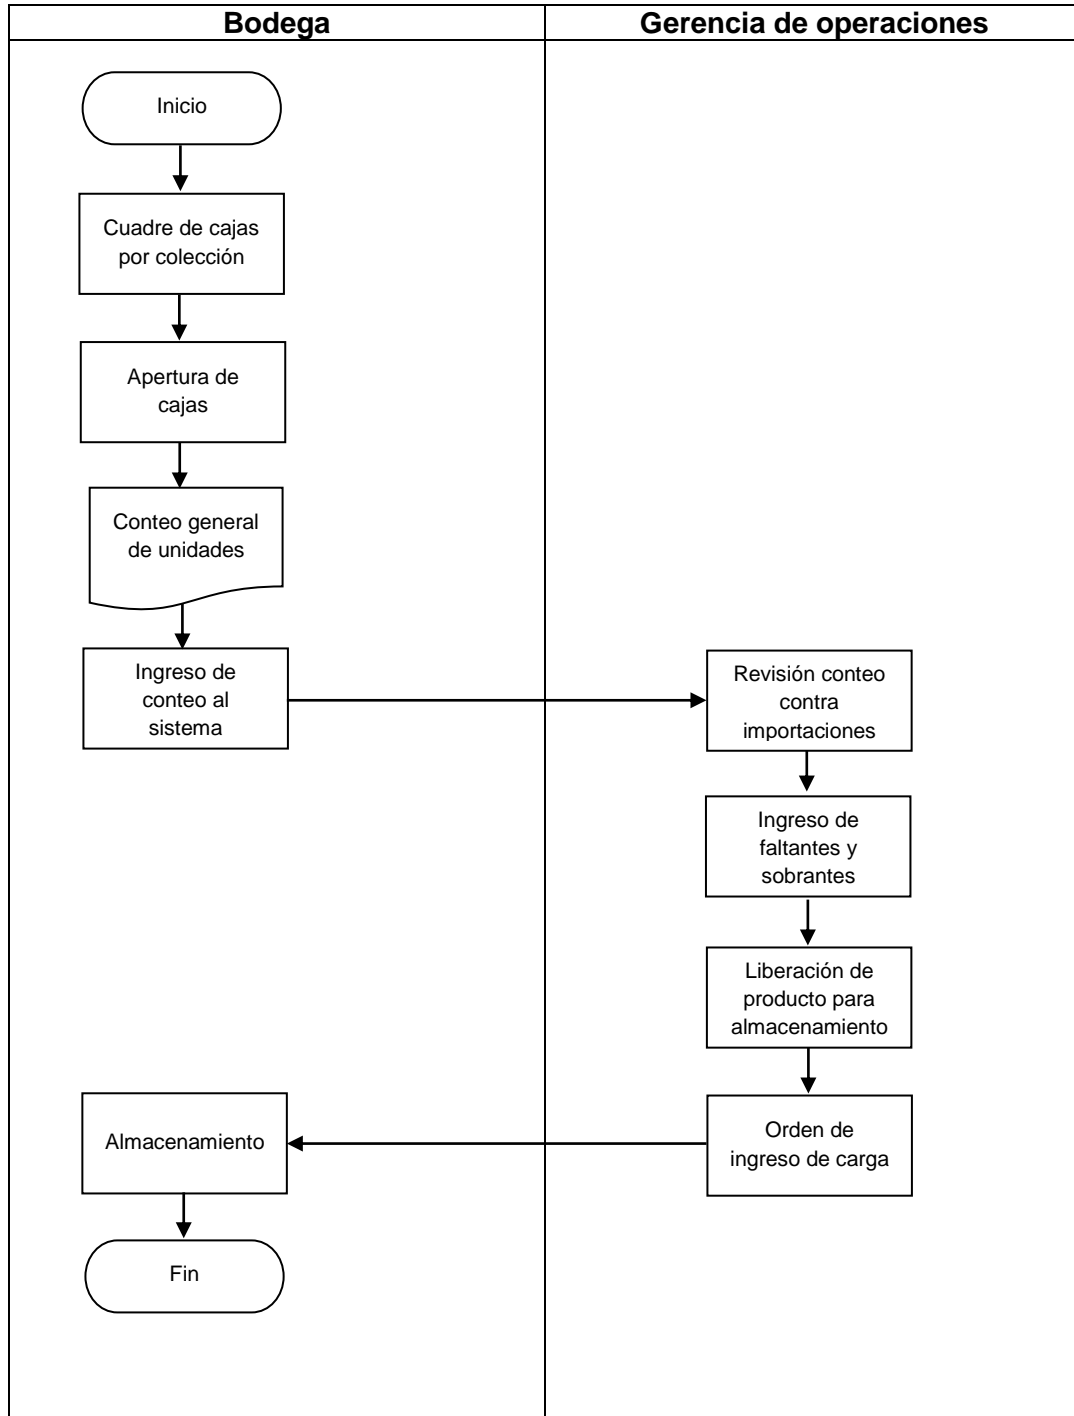 Bodega
Gerencia de operaciones
Inicio
Cuadre de cajas
por colección
Apertura de
cajas
Conteo general
de unidades
Ingreso de
conteo al
sistema
Revisión conteo
contra
importaciones
Ingreso de
faltantes y
sobrantes
Liberación de
producto para
almacenamiento
Orden de
ingreso de carga
Almacenamiento
Fin